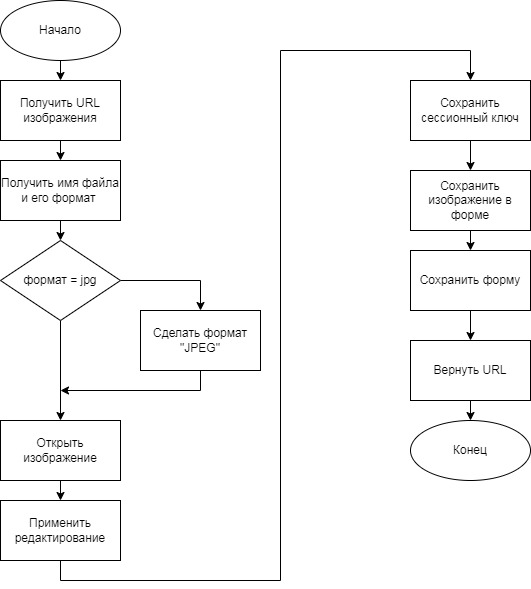 Начало
Получить URL
изображения
Получить имя файла
и его формат
формат = jpg
Сделать формат
"JPEG"
Открыть
изображение
Применить
редактирование
Сохранить
сессионный ключ
Сохранить
изображение в
форме
Сохранить форму
Вернуть URL
Конец